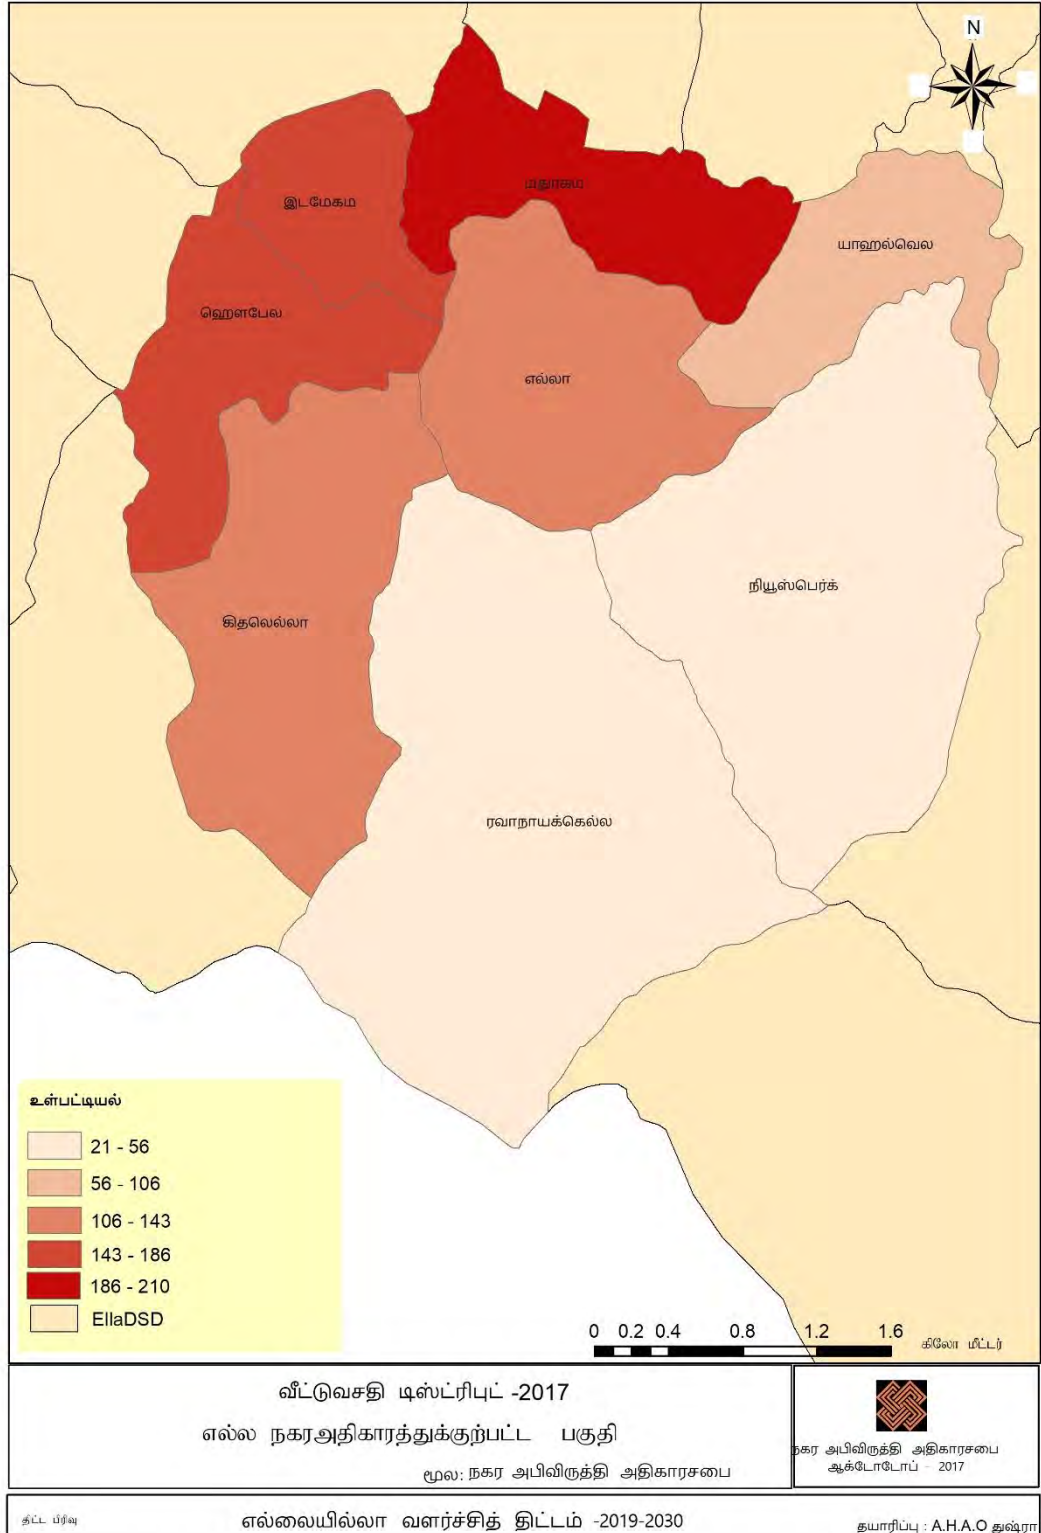 N
மதுரகம
இடமேகம
யாஹல்வெல
ஹெளபேல
எல்லா
நியூஸ்பெர்க்
கிதலெல்லா
ரவாநாயக்கெல்ல
உள்பட்டியல்
21 - 56
56 - 106
106 - 143
143 - 186
186 - 210
EllaDSD
0 0.2 0.4 0.8 1.2 1.6
கிலோ மீட்டர்
வீட்டுவசதி டிஸ்ட்ரிபுட் -2017
எல்ல நகரஅதிகாரத்துக்குற்பட்ட பகுதி
மூல: நகர அபிவிருத்தி அதிகாரசபை
நகர அபிவிருத்தி அதிகாரசபை
ஆக்டோடோப் - 2017
திட்ட பிரிவு
எல்லையில்லா வளர்ச்சித் திட்டம் -2019-2030
தயாரிப்பு : A.H.A.O துஷ்ரா